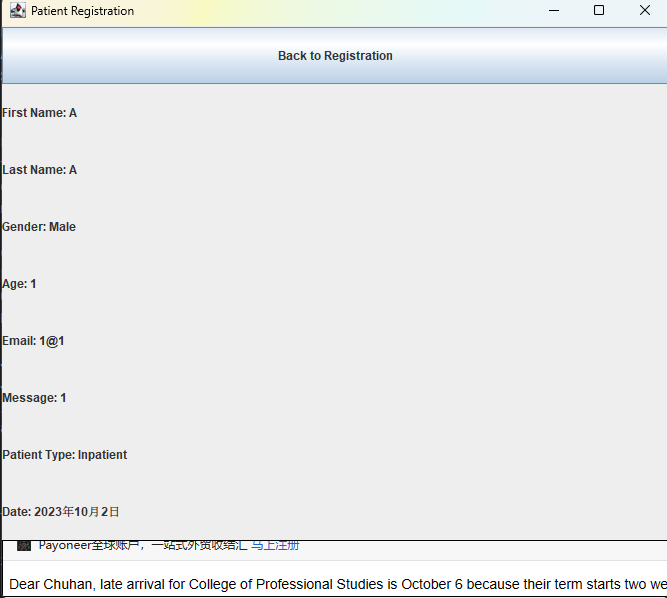 Patient Registration
Back to Registration
First Name: A
Last Name: A
Gender: Male
Age: 1
Email: 1@1
Message: 1
Patient Type: Inpatient
Date: 2023年10月2日
Payoneer全球账户，一站式外贸收结汇 马上注册
Dear Chuhan, late arrival for College of Professional Studies is October 6 because their term starts two we